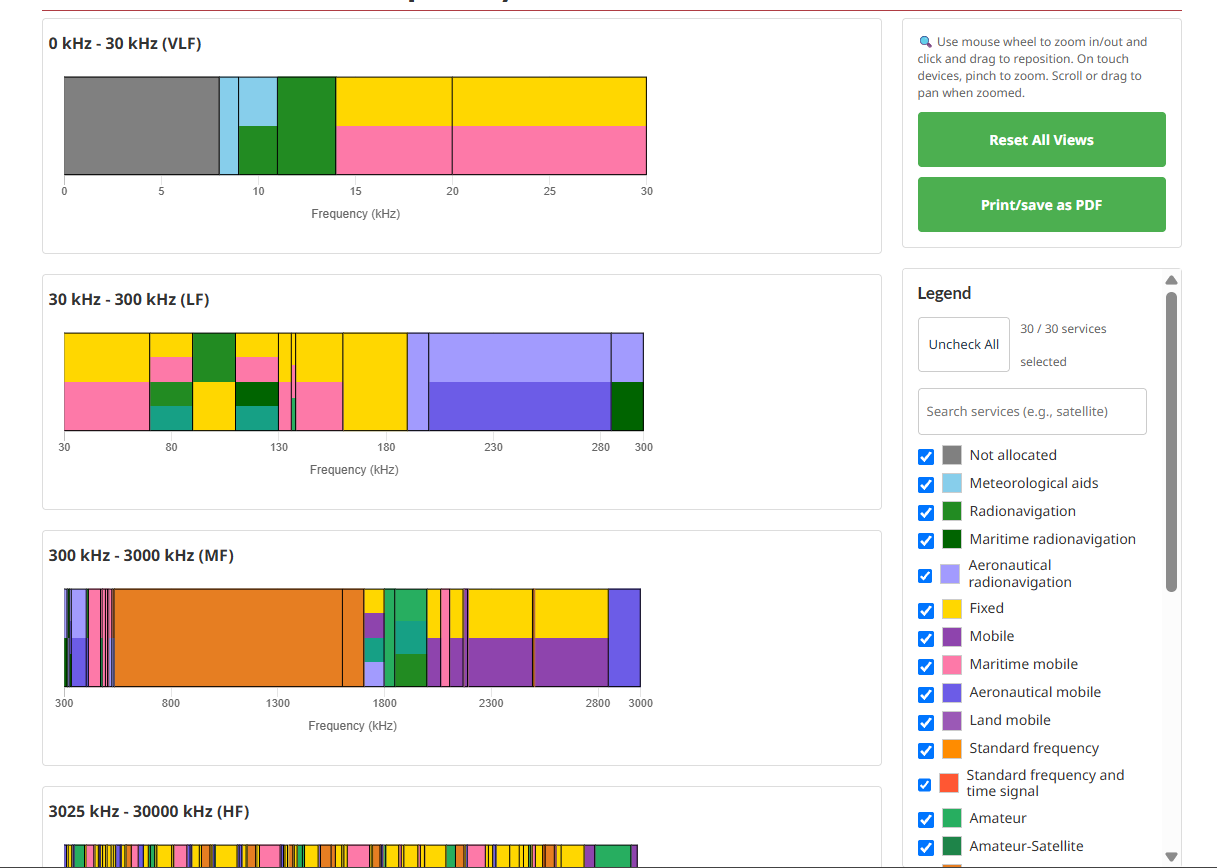 0 kHz - 30 kHz (VLF)
0 5 10 15 20 25 30
Frequency (kHz)
30 kHz - 300 kHz (LF)
30 80 130 180 230 280 300
Frequency (kHz)
300 kHz - 3000 kHz (MF)
300 800 1300 1800 2300 2800 3000
Frequency (kHz)
3025 kHz - 30000 kHz (HF)
Use mouse wheel to zoom in/out and
click and drag to reposition. On touch
devices, pinch to zoom. Scroll or drag to
pan when zoomed.
Reset All Views
Print/save as PDF
Legend
Uncheck All
30 / 30 services
selected
Search services (e.g., satellite)
Not allocated
Meteorological aids
Radionavigation
Maritime radionavigation
Aeronautical
radionavigation
Fixed
Mobile
Maritime mobile
Aeronautical mobile
Land mobile
Standard frequency
Standard frequency and
time signal
Amateur
Amateur-Satellite